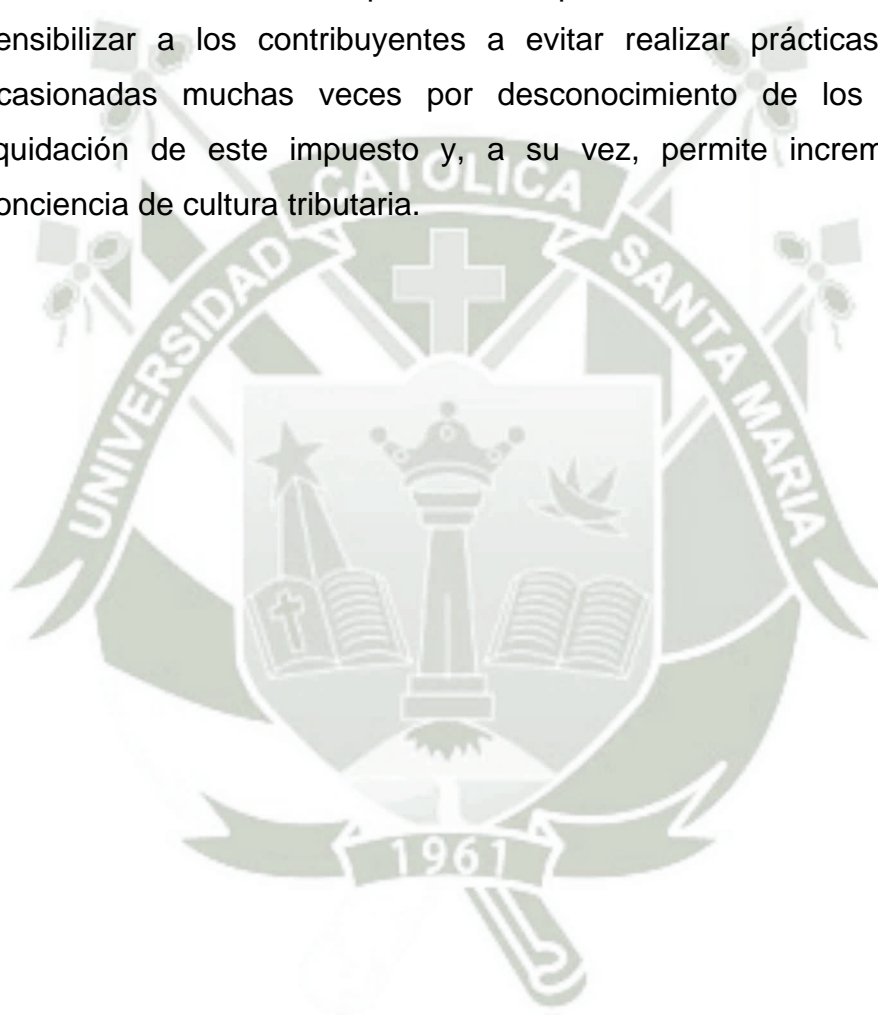 ensibilizar a los contribuyentes a evitar realizar prácticas
casionadas muchas veces por desconocimiento de los
quidación de este impuesto y, a su vez, permite increm
onciencia de cultura tributaria.
UNIVERSIDAD CATOLICA SANTA MARIA
1961